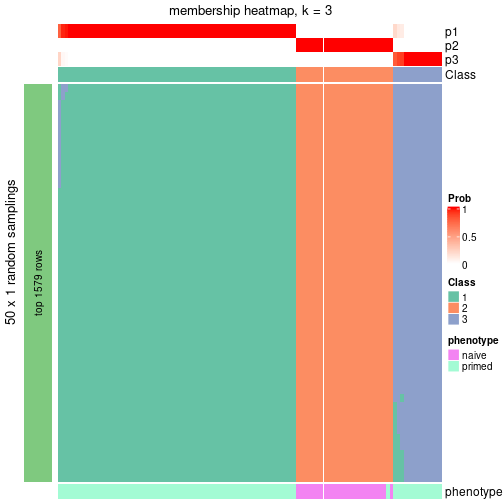 membership heatmap, k = 3
p1
p2
p3
Class
50 x 1 random samplings
top 1579 rows
Prob
1
0.5
0
Class
1
2
3
phenotype
naive
primed
phenotype